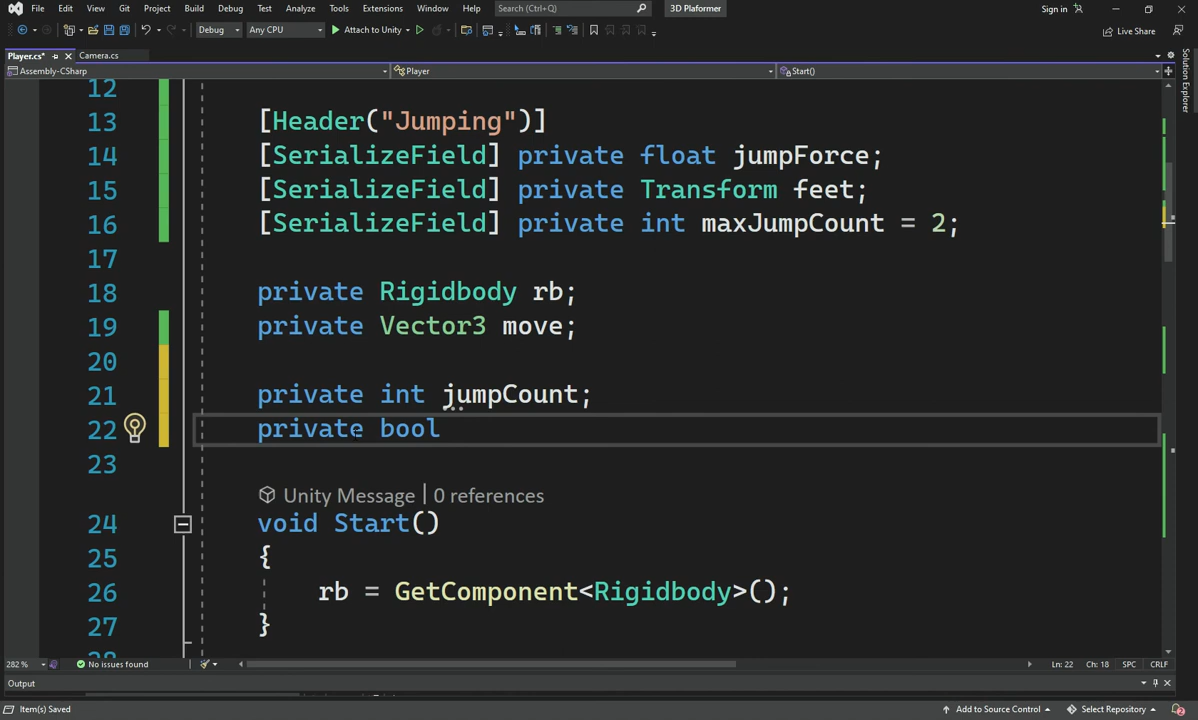 File Edit View Git Project Build Debug Test Analyze Tools Extensions Window Help Search (Ctrl+Q) 3D Plaformer Sign in
Debug Any CPU Attach to Unity Live Share
Player.cs* Camera.cs
Assembly-CSharp Player Start()
12
13 [Header("Jumping")]
14 [SerializeField] private float jumpForce;
15 [SerializeField] private Transform feet;
16 [SerializeField] private int maxJumpCount = 2;
17
18 private Rigidbody rb;
19 private Vector3 move;
20
21 private int jumpCount;
22 private bool
23
Unity Message | 0 references
24 void Start()
25 {
26 rb = GetComponent<Rigidbody>();
27 }
28
282 % No issues found Ln: 22 Ch: 18 SPC CRLF
Output
Item(s) Saved Add to Source Control Select Repository 2
Solution Explorer